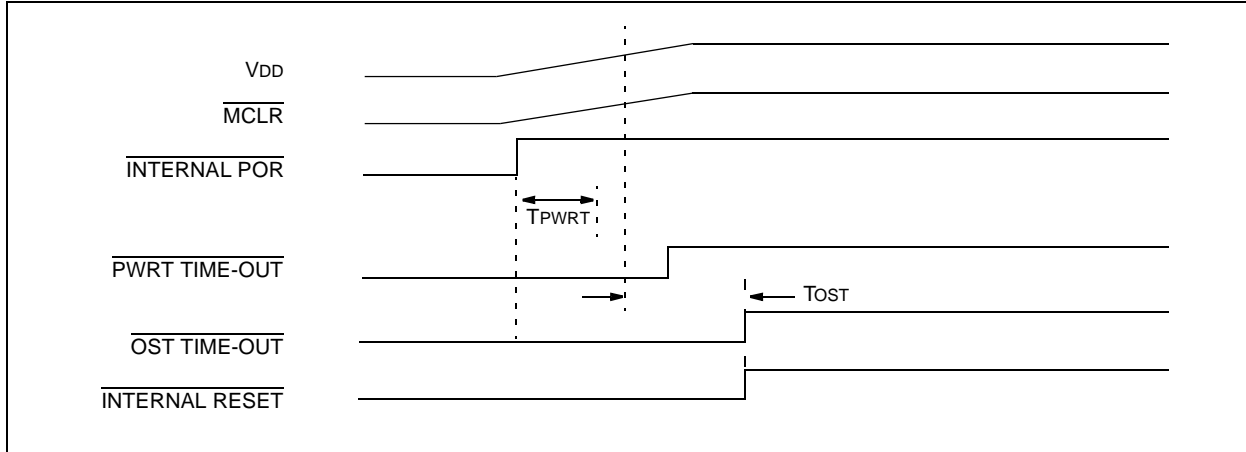 VDD
MCLR
INTERNAL POR
TPWRT
PWRT TIME-OUT
TOST
OST TIME-OUT
INTERNAL RESET